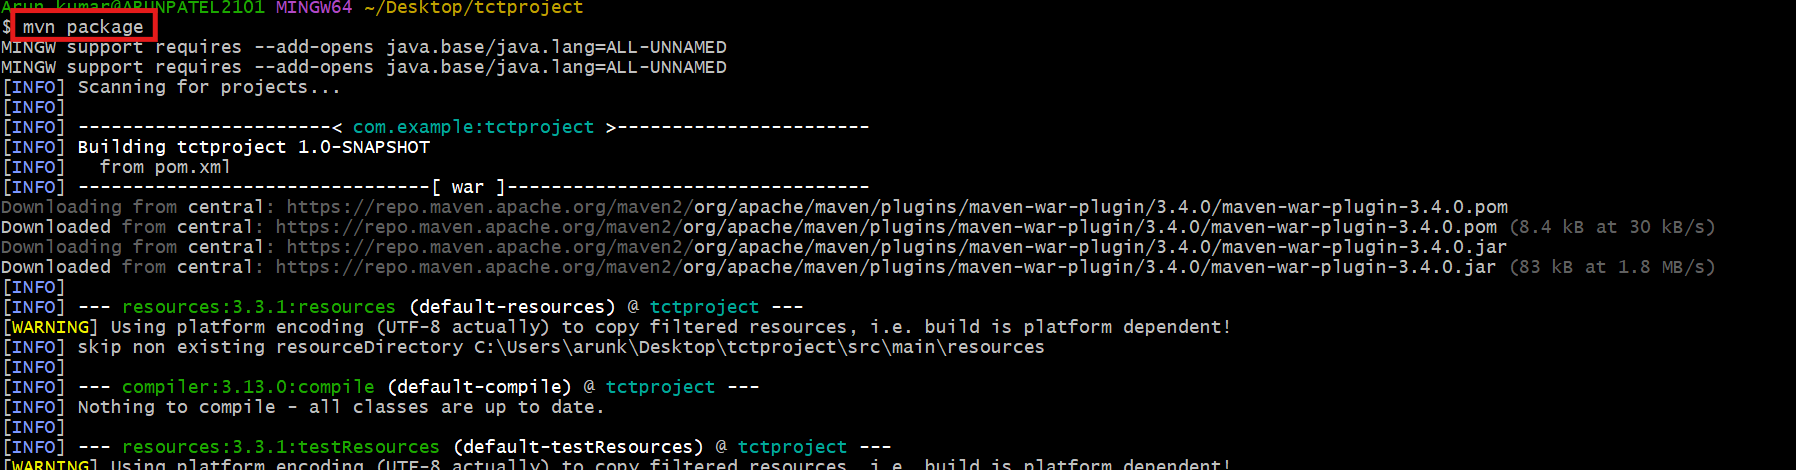 Arun kumar@ARUNPATEL2101 MINGW64 ~/Desktop/tctproject
$ mvn package
MINGW support requires --add-opens java.base/java.lang=ALL-UNNAMED
MINGW support requires --add-opens java.base/java.lang=ALL-UNNAMED
[INFO] Scanning for projects...
[INFO]
[INFO] -----------------------< com.example:tctproject >-----------------------
[INFO] Building tctproject 1.0-SNAPSHOT
[INFO]   from pom.xml
[INFO] --------------------------------[ war ]---------------------------------
Downloading from central: https://repo.maven.apache.org/maven2/org/apache/maven/plugins/maven-war-plugin/3.4.0/maven-war-plugin-3.4.0.pom
Downloaded from central: https://repo.maven.apache.org/maven2/org/apache/maven/plugins/maven-war-plugin/3.4.0/maven-war-plugin-3.4.0.pom (8.4 kB at 30 kB/s)
Downloading from central: https://repo.maven.apache.org/maven2/org/apache/maven/plugins/maven-war-plugin/3.4.0/maven-war-plugin-3.4.0.jar
Downloaded from central: https://repo.maven.apache.org/maven2/org/apache/maven/plugins/maven-war-plugin/3.4.0/maven-war-plugin-3.4.0.jar (83 kB at 1.8 MB/s)
[INFO]
[INFO] --- resources:3.3.1:resources (default-resources) @ tctproject ---
[WARNING] Using platform encoding (UTF-8 actually) to copy filtered resources, i.e. build is platform dependent!
[INFO] skip non existing resourceDirectory C:\Users\arunk\Desktop\tctproject\src\main\resources
[INFO]
[INFO] --- compiler:3.13.0:compile (default-compile) @ tctproject ---
[INFO] Nothing to compile - all classes are up to date.
[INFO]
[INFO] --- resources:3.3.1:testResources (default-testResources) @ tctproject ---
[WARNING] Using platform encoding (UTF-8 actually) to copy filtered resources, i.e. build is platform dependent!